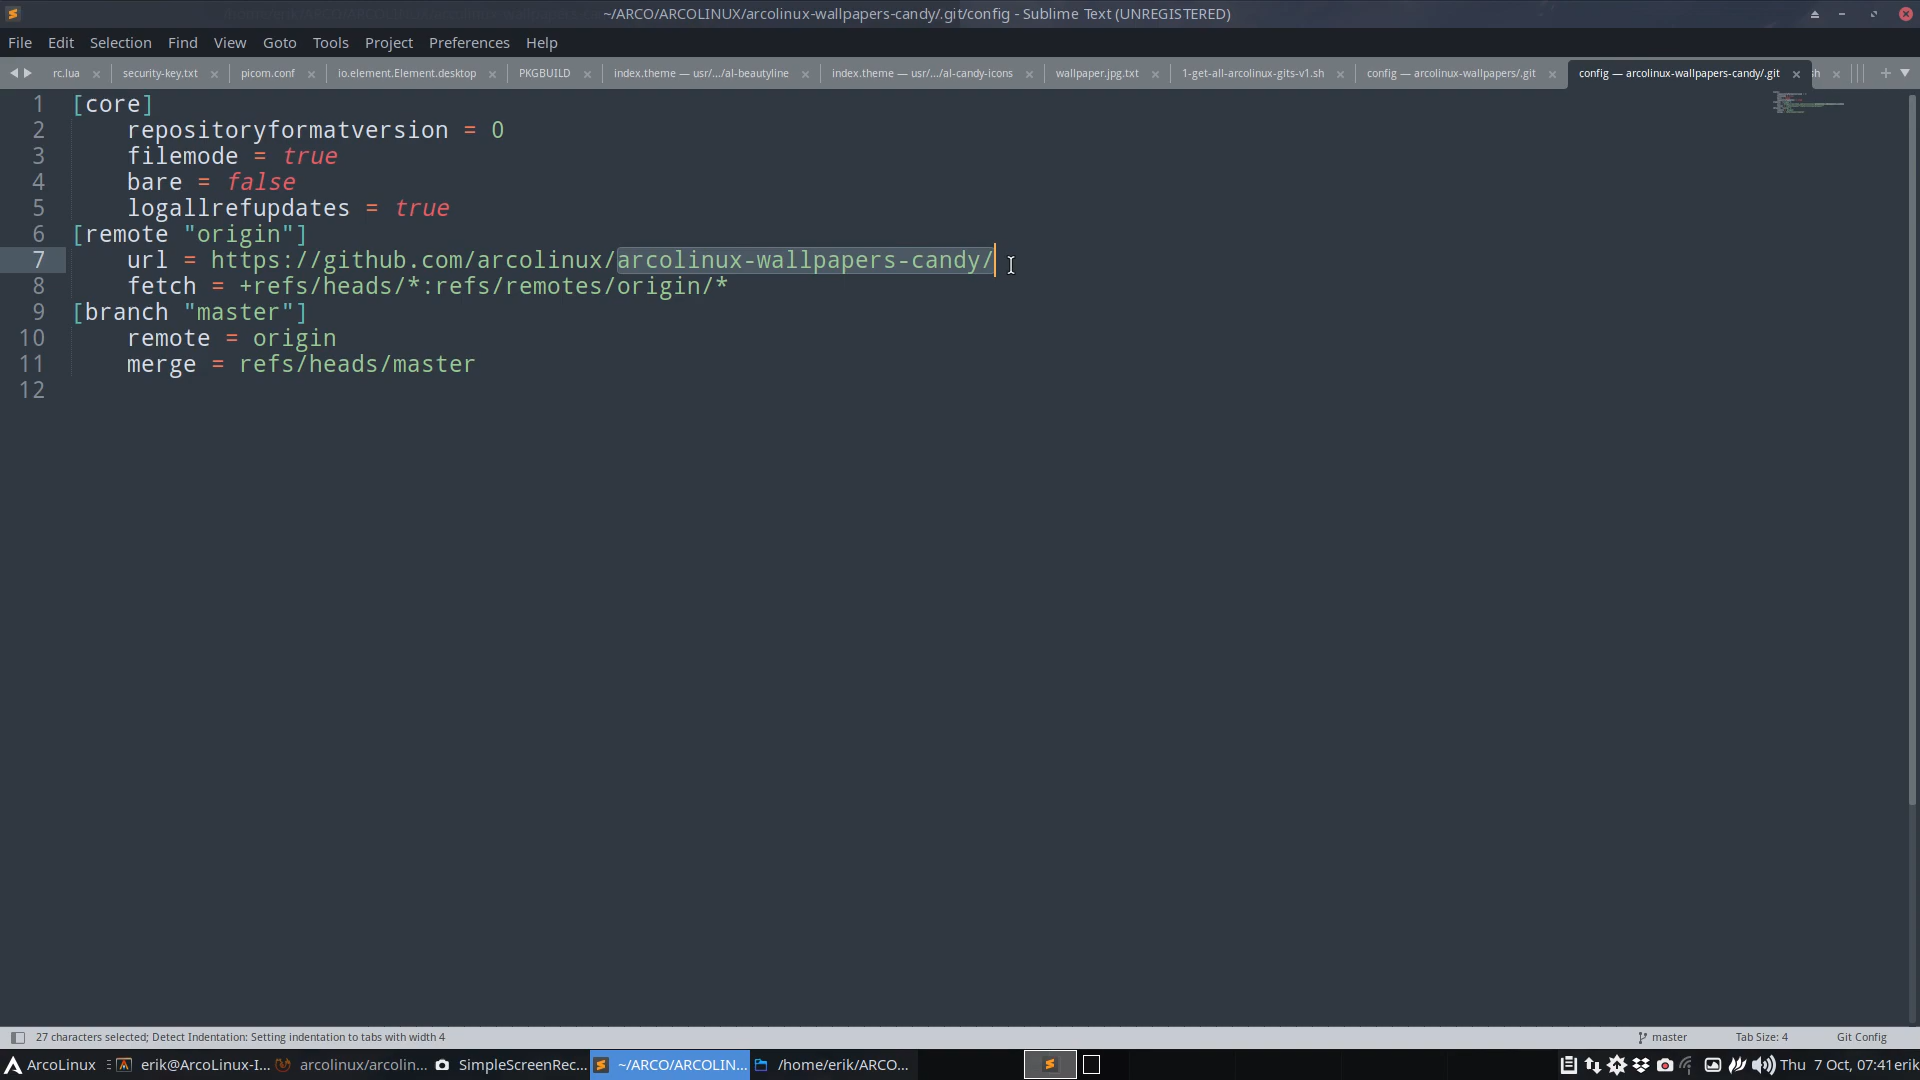 ~/ARCO/ARCOLINUX/arcolinux-wallpapers-candy/.git/config - Sublime Text (UNREGISTERED)
File Edit Selection Find View Goto Tools Project Preferences Help
rc.lua security-key.txt picom.conf io.element.Element.desktop PKGBUILD index.theme — usr/.../al-beautyline index.theme — usr/.../al-candy-icons wallpaper.jpg.txt 1-get-all-arcolinux-gits-v1.sh config — arcolinux-wallpapers/.git config — arcolinux-wallpapers-candy/.git
1 [core]
2 repositoryformatversion = 0
3 filemode = true
4 bare = false
5 logallrefupdates = true
6 [remote "origin"]
7 url = https://github.com/arcolinux/arcolinux-wallpapers-candy/
8 fetch = +refs/heads/*:refs/remotes/origin/*
9 [branch "master"]
10 remote = origin
11 merge = refs/heads/master
12
27 characters selected; Detect Indentation: Setting indentation to tabs with width 4 master Tab Size: 4 Git Config
ArcoLinux erik@ArcoLinux-I... arcolinux/arcolin... SimpleScreenRec... ~/ARCO/ARCOLIN... /home/erik/ARCO... Thu 7 Oct, 07:41 erik